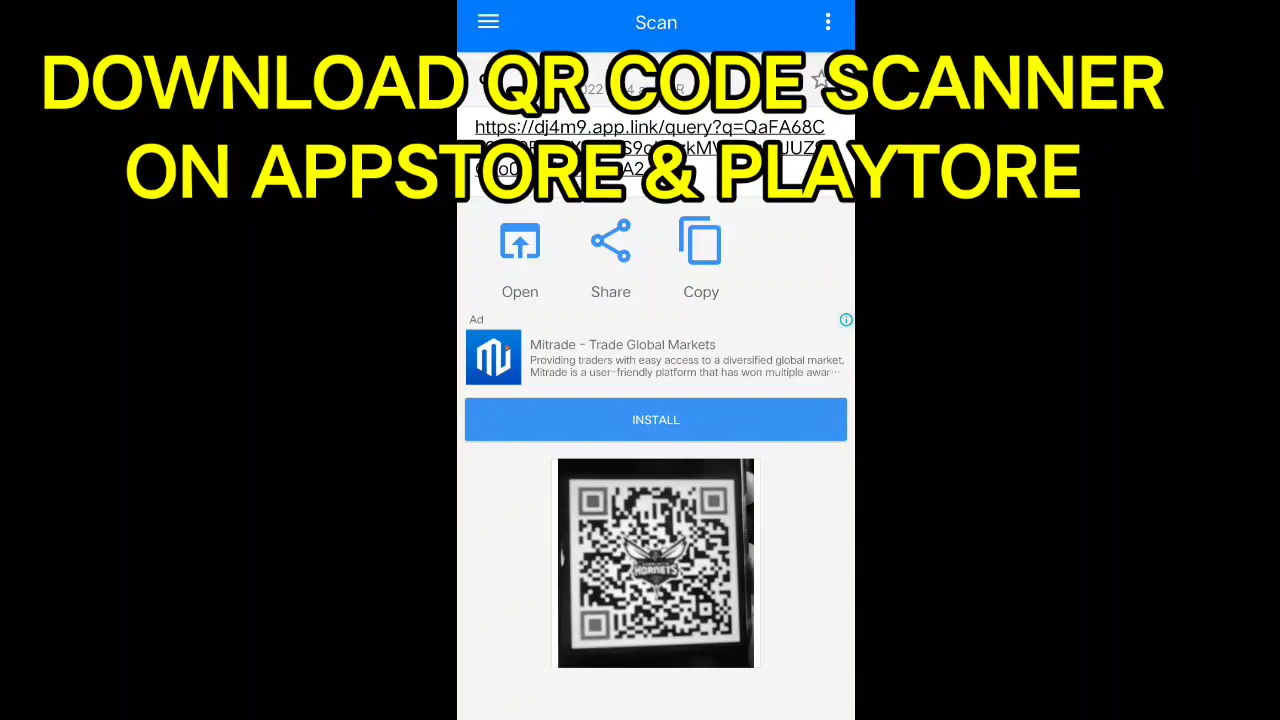 Scan
DOWNLOAD QR CODE SCANNER
https://dj4m9.app.link/query?q=QaFA68C
ON APPSTORE & PLAYTORE
Open
Share
Copy
Ad
Mitrade - Trade Global Markets
Providing traders with easy access to a diversified global market,
Mitrade is a user-friendly platform that has won multiple awar···
INSTALL
HORNETS